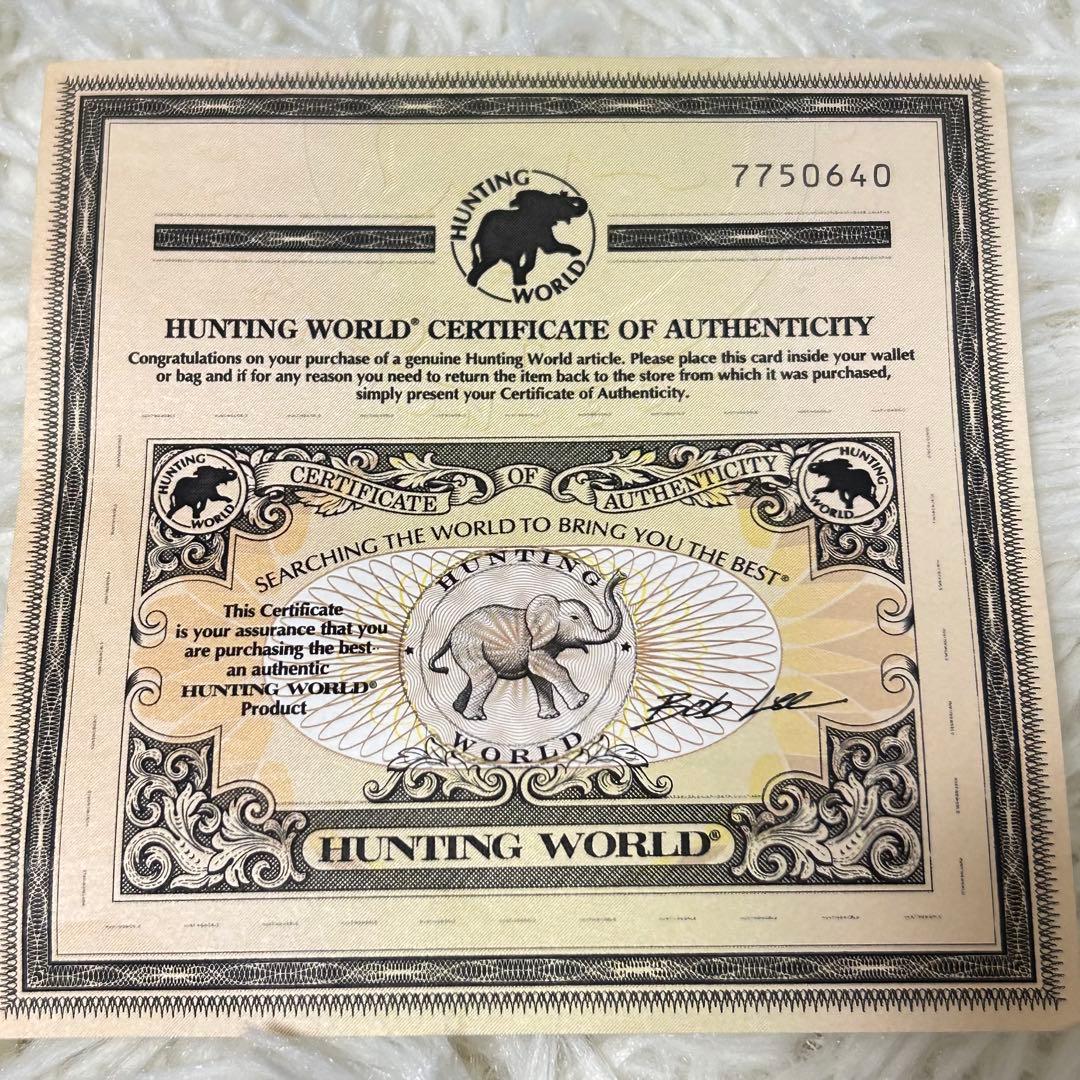 7750640
HUNTING
WORLD
HUNTING WORLD® CERTIFICATE OF AUTHENTICITY
Congratulations on your purchase of a genuine Hunting World article. Please place this card inside your wallet
or bag and if for any reason you need to return the item back to the store from which it was purchased,
simply present your Certificate of Authenticity.
HUNTING
WORLD
CERTIFICATE OF AUTHENTICITY
HUNTING
WORLD
SEARCHING THE WORLD TO BRING YOU THE BEST®
HUNTING
WORLD
This Certificate
is your assurance that you
are purchasing the best--
an authentic
HUNTING WORLD®
Product
Bob Lee
HUNTING WORLD®